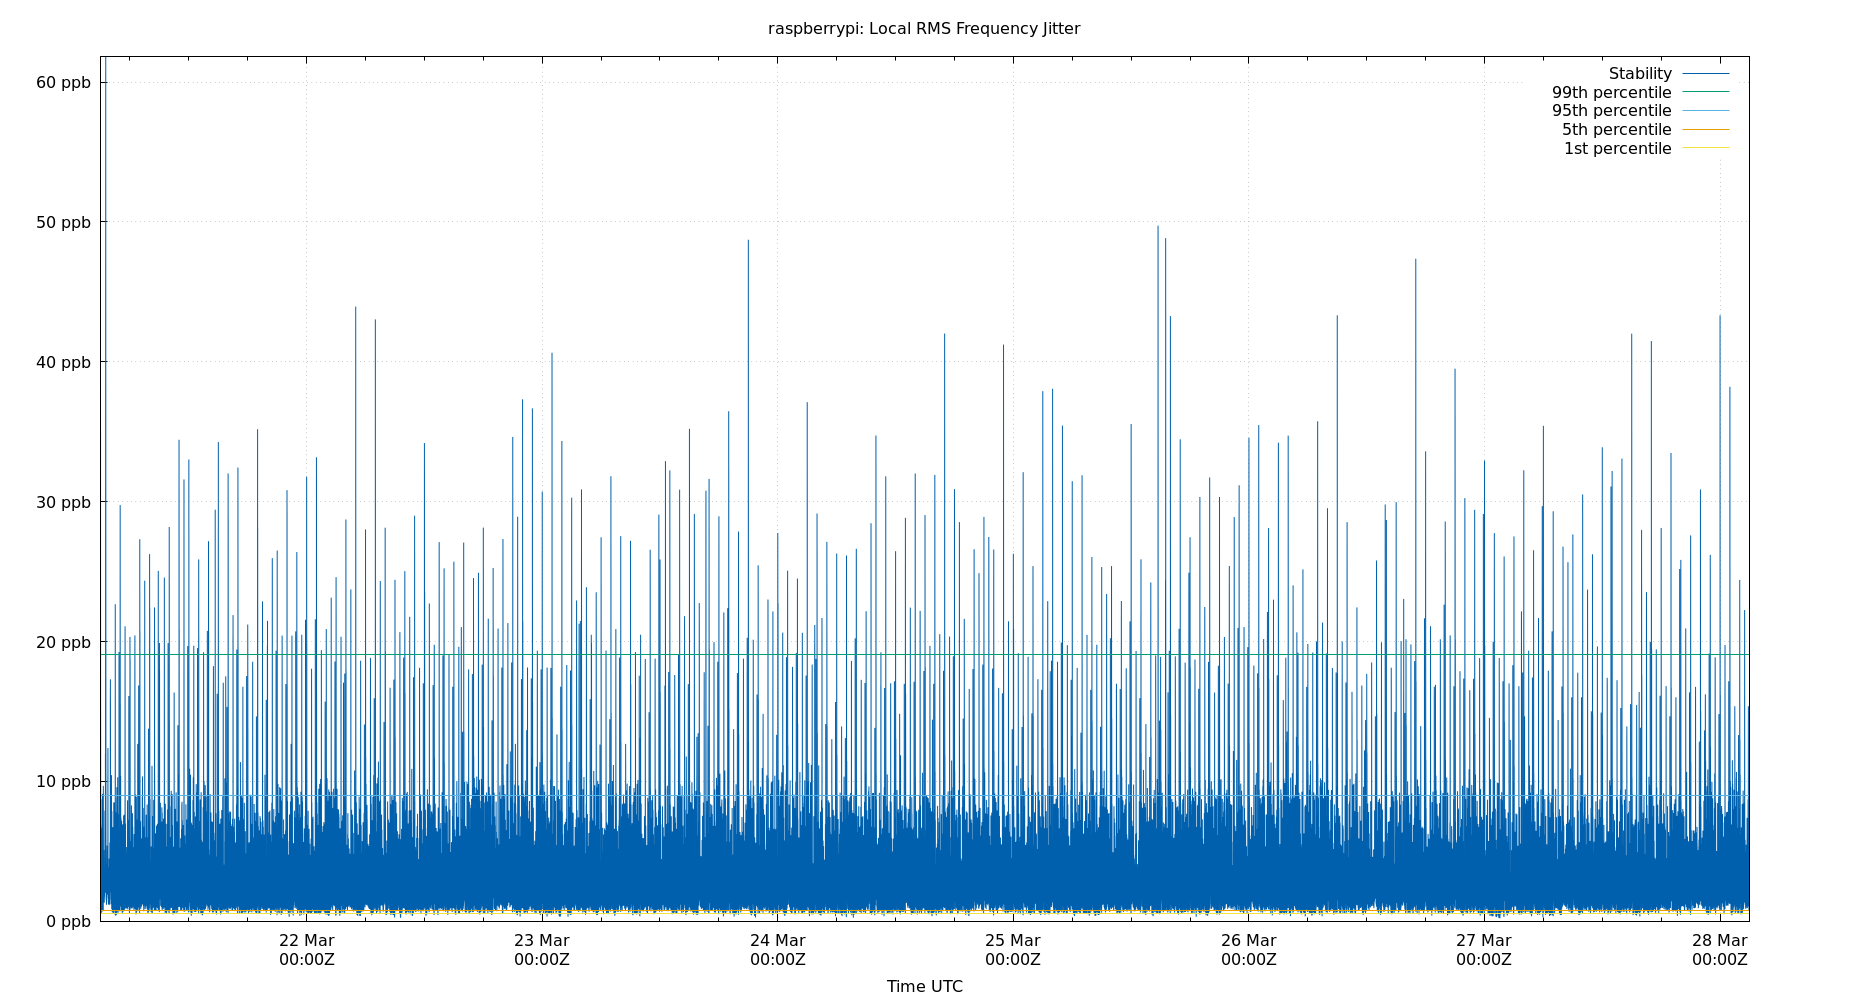 raspberrypi: Local RMS Frequency Jitter
60 ppb
50 ppb
40 ppb
30 ppb
20 ppb
10 ppb
0 ppb
Stability
99th percentile
95th percentile
5th percentile
1st percentile
22 Mar
00:00Z
23 Mar
00:00Z
24 Mar
00:00Z
25 Mar
00:00Z
26 Mar
00:00Z
27 Mar
00:00Z
28 Mar
00:00Z
Time UTC